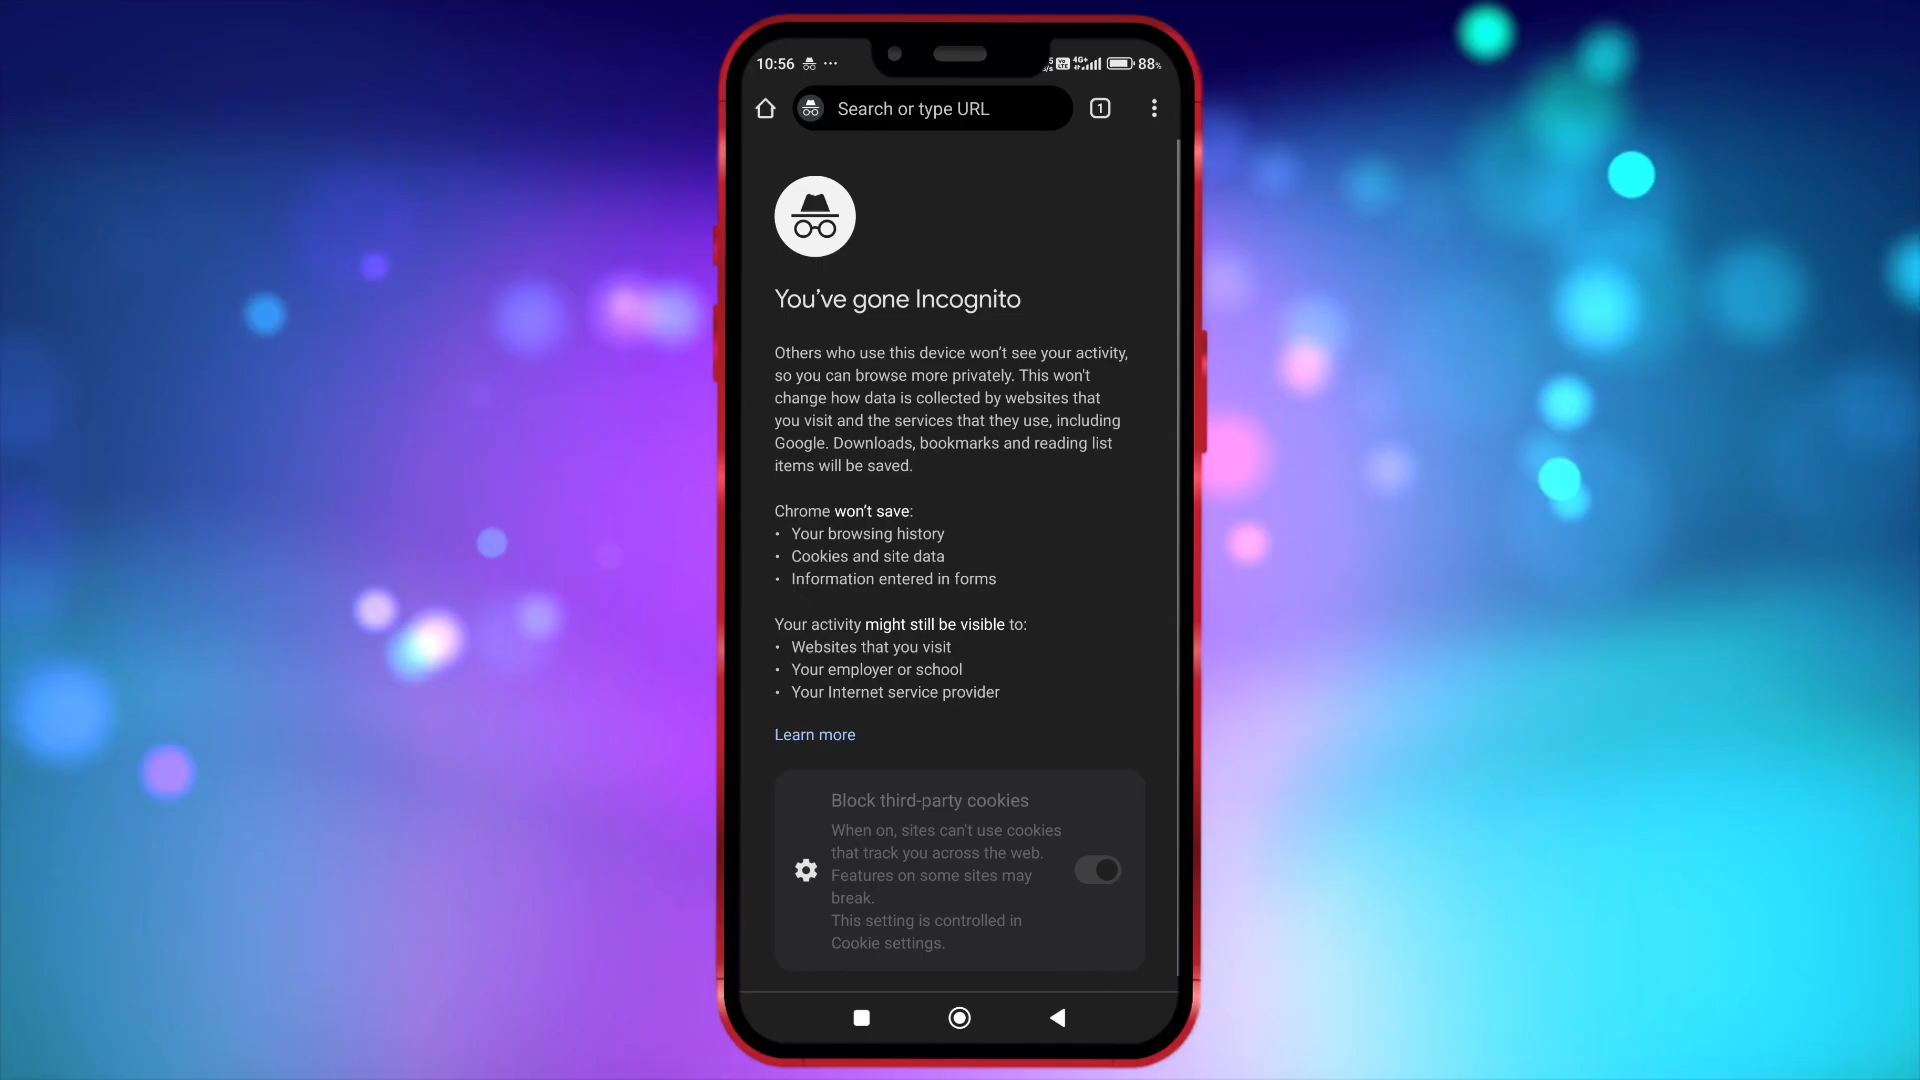 10:56 ... 88%
Search or type URL 1
You've gone Incognito
Others who use this device won't see your activity,
so you can browse more privately. This won't
change how data is collected by websites that
you visit and the services that they use, including
Google. Downloads, bookmarks and reading list
items will be saved.
Chrome won't save:
• Your browsing history
• Cookies and site data
• Information entered in forms
Your activity might still be visible to:
• Websites that you visit
• Your employer or school
• Your Internet service provider
Learn more
Block third-party cookies
When on, sites can't use cookies
that track you across the web.
Features on some sites may
break.
This setting is controlled in
Cookie settings.